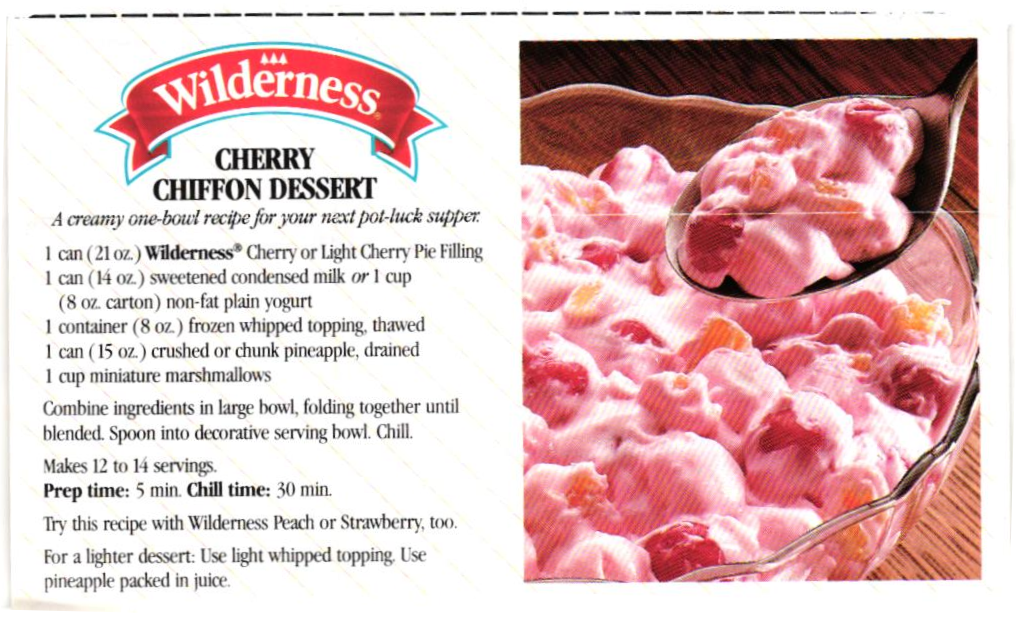 Wilderness®
CHERRY
CHIFFON DESSERT
A creamy one-bowl recipe for your next pot-luck supper.
1 can (21 oz.) Wilderness® Cherry or Light Cherry Pie Filling
1 can (14 oz.) sweetened condensed milk or 1 cup
(8 oz. carton) non-fat plain yogurt
1 container (8 oz.) frozen whipped topping, thawed
1 can (15 oz.) crushed or chunk pineapple, drained
1 cup miniature marshmallows
Combine ingredients in large bowl, folding together until
blended. Spoon into decorative serving bowl. Chill.
Makes 12 to 14 servings.
Prep time: 5 min. Chill time: 30 min.
Try this recipe with Wilderness Peach or Strawberry, too.
For a lighter dessert: Use light whipped topping. Use
pineapple packed in juice.